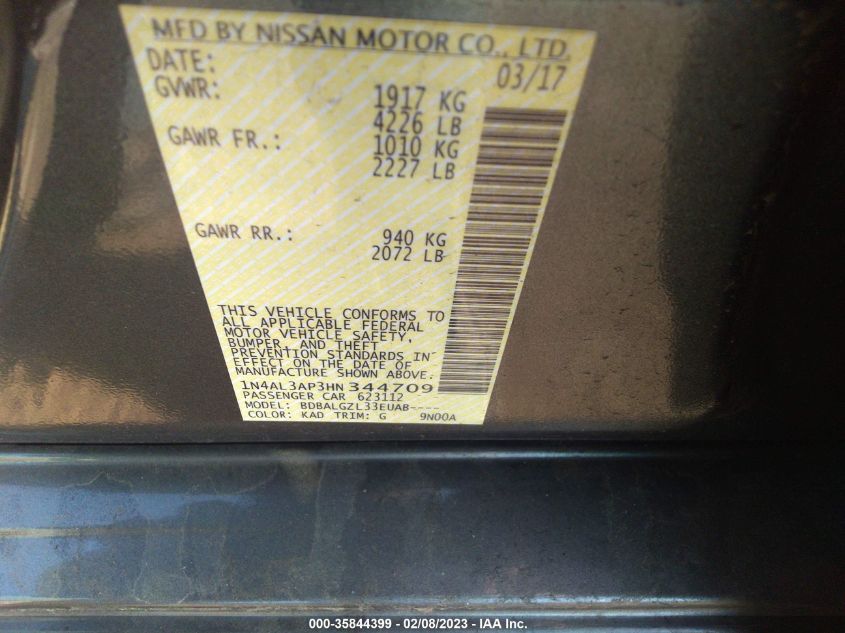 MFD BY NISSAN MOTOR CO., LTD.
DATE: 03/17
GVWR: 1917 KG
4226 LB
GAWR FR.: 1010 KG
2227 LB
GAWR RR.: 940 KG
2072 LB
THIS VEHICLE CONFORMS TO
ALL APPLICABLE FEDERAL
MOTOR VEHICLE SAFETY,
BUMPER, AND THEFT
PREVENTION STANDARDS IN
EFFECT ON THE DATE OF
MANUFACTURE SHOWN ABOVE.
1N4AL3AP3HN344709
PASSENGER CAR 623112
MODEL: BDBALGZL33EUAB----
COLOR: KAD TRIM: G 9N00A
000-35844399 — 02/08/2023 - IAA Inc.